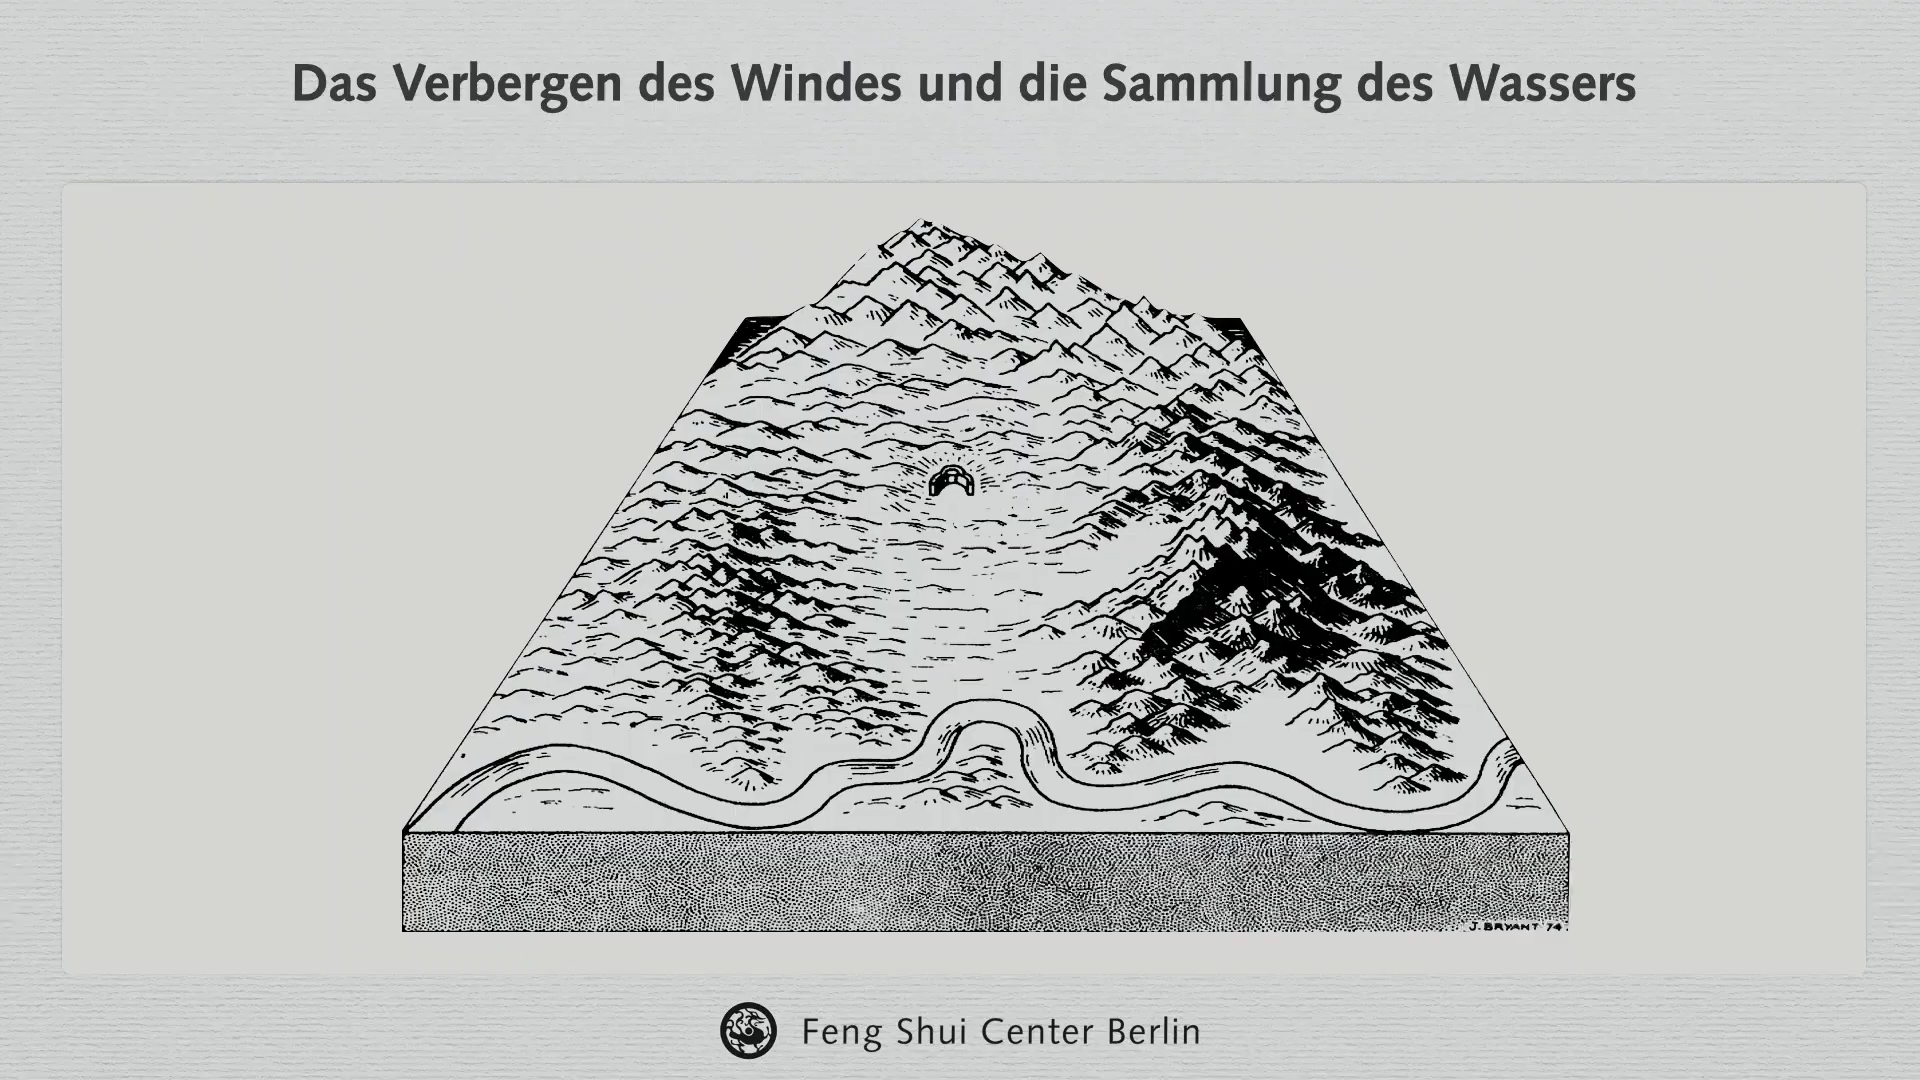 Das Verbergen des Windes und die Sammlung des Wassers
J. BRYANT 74
Feng Shui Center Berlin